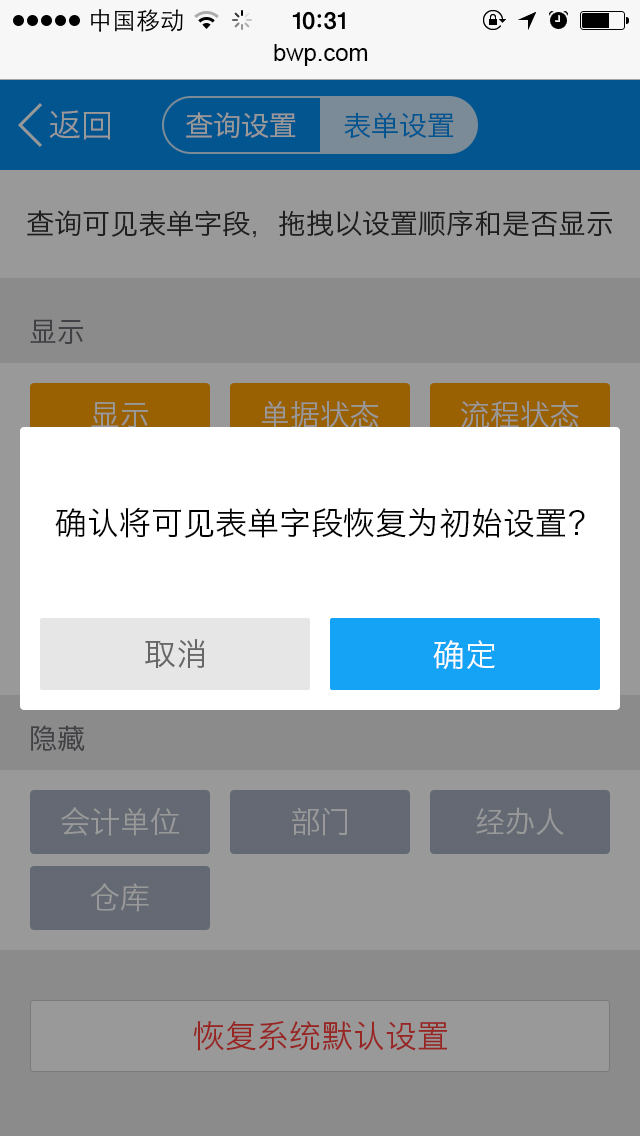 中国移动 10:31
bwp.com
返回 查询设置 表单设置
查询可见表单字段，拖拽以设置顺序和是否显示
显示
显示 单据状态 流程状态
确认将可见表单字段恢复为初始设置?
取消 确定
隐藏
会计单位 部门 经办人
仓库
恢复系统默认设置